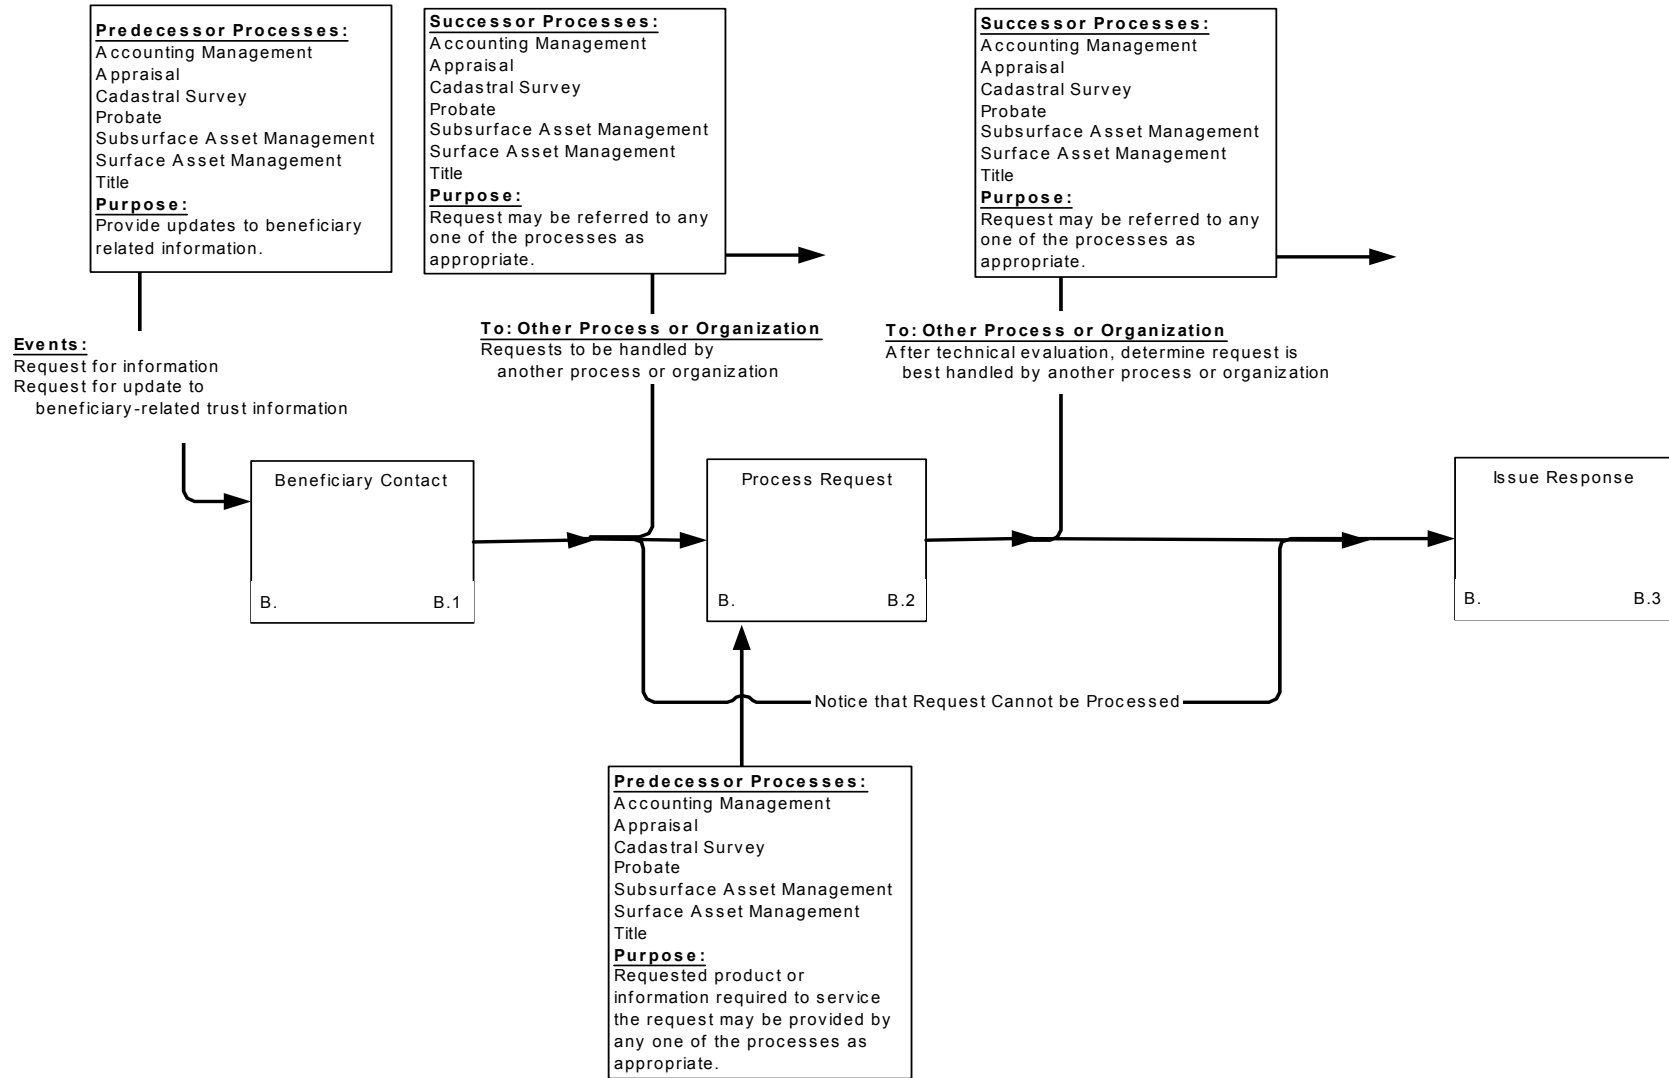 Predecessor Processes:
Accounting Management
Appraisal
Cadastral Survey
Probate
Subsurface Asset Management
Surface Asset Management
Title
Purpose:
Provide updates to beneficiary
related information.
Successor Processes:
Accounting Management
Appraisal
Cadastral Survey
Probate
Subsurface Asset Management
Surface Asset Management
Title
Purpose:
Request may be referred to any
one of the processes as
appropriate.
Successor Processes:
Accounting Management
Appraisal
Cadastral Survey
Probate
Subsurface Asset Management
Surface Asset Management
Title
Purpose:
Request may be referred to any
one of the processes as
appropriate.
Events:
Request for information
Request for update to
beneficiary-related trust information
To: Other Process or Organization
Requests to be handled by
another process or organization
To: Other Process or Organization
After technical evaluation, determine request is
best handled by another process or organization
Beneficiary Contact
B. B.1
Process Request
B. B.2
Issue Response
B. B.3
Notice that Request Cannot be Processed
Predecessor Processes:
Accounting Management
Appraisal
Cadastral Survey
Probate
Subsurface Asset Management
Surface Asset Management
Title
Purpose:
Requested product or
information required to service
the request may be provided by
any one of the processes as
appropriate.